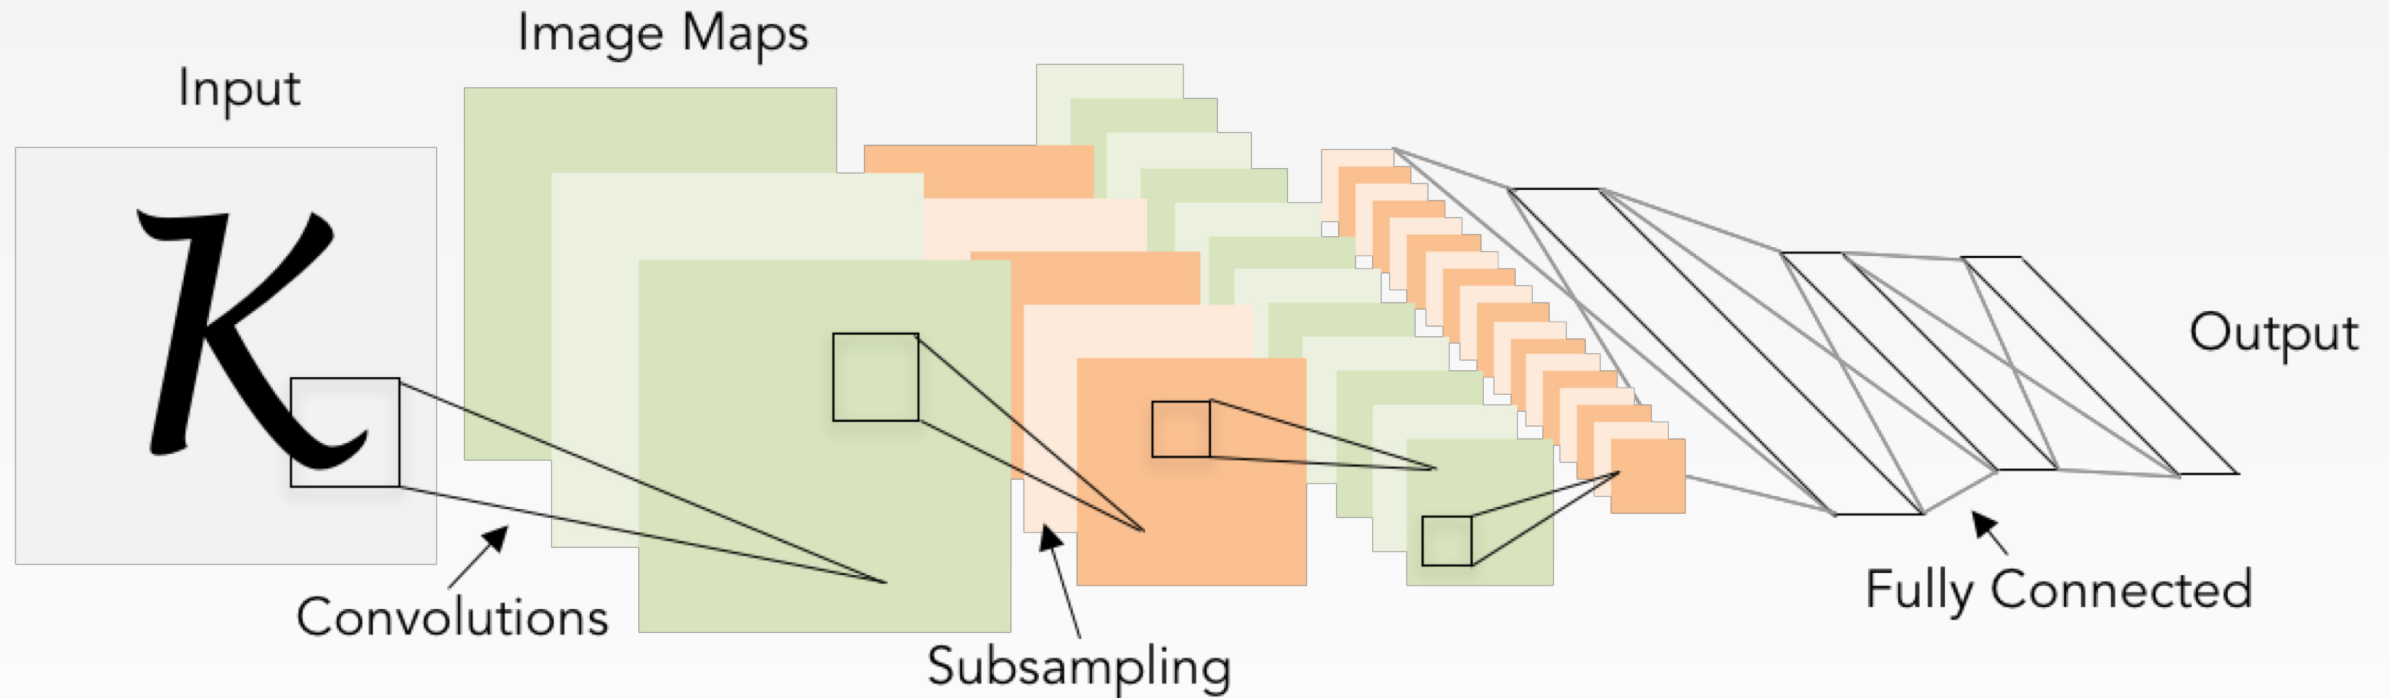 Image Maps
Input
K
Output
Convolutions
Fully Connected
Subsampling